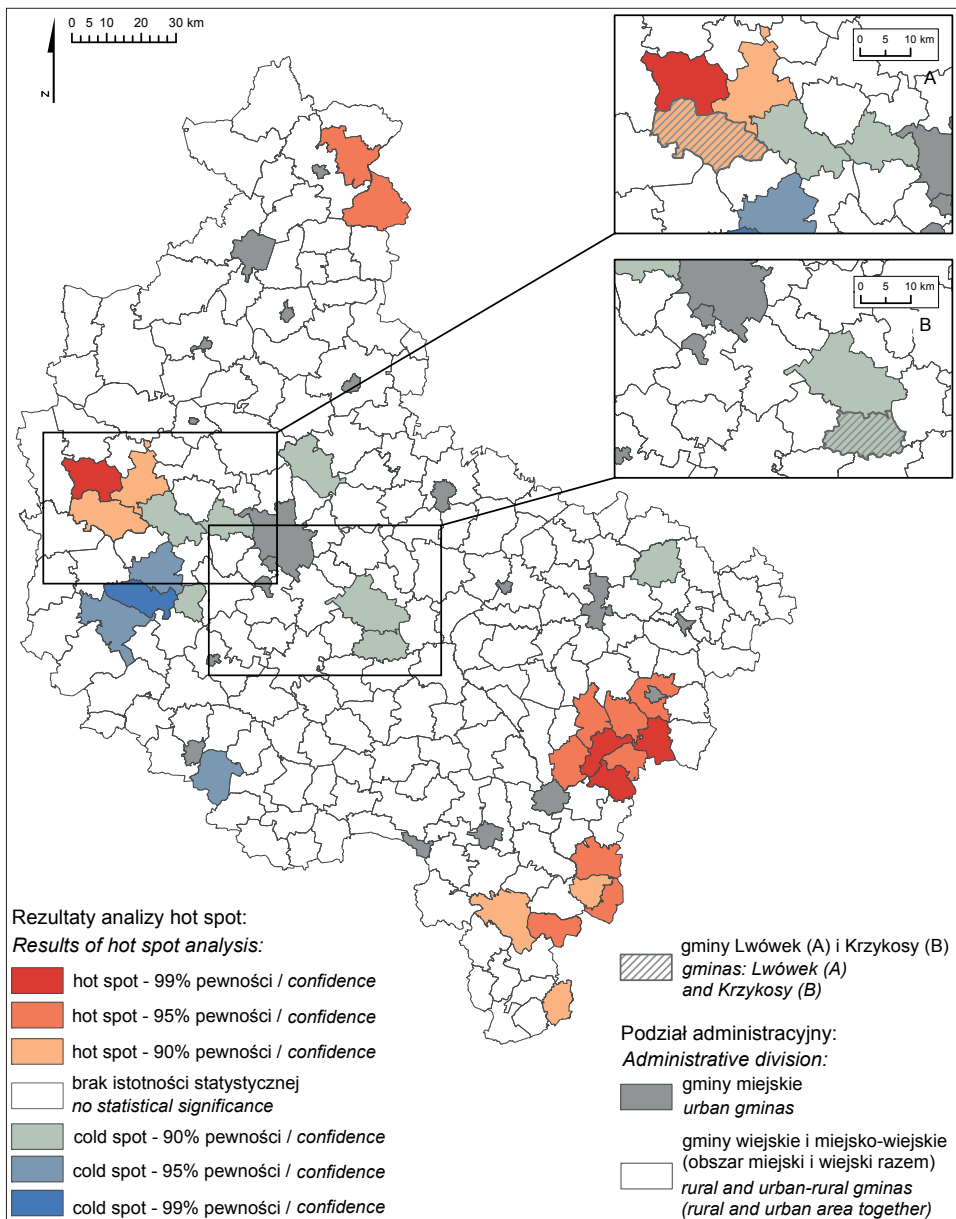 0 5 10 20 30 km
N
0 5 10 km
A
0 5 10 km
B
Rezultaty analizy hot spot:
Results of hot spot analysis:
hot spot - 99% pewności / confidence
hot spot - 95% pewności / confidence
hot spot - 90% pewności / confidence
brak istotności statystycznej
no statistical significance
cold spot - 90% pewności / confidence
cold spot - 95% pewności / confidence
cold spot - 99% pewności / confidence
gminy Lwówek (A) i Krzykosy (B)
gminas: Lwówek (A)
and Krzykosy (B)
Podział administracyjny:
Administrative division:
gminy miejskie
urban gminas
gminy wiejskie i miejsko-wiejskie
(obszar miejski i wiejski razem)
rural and urban-rural gminas
(rural and urban area together)